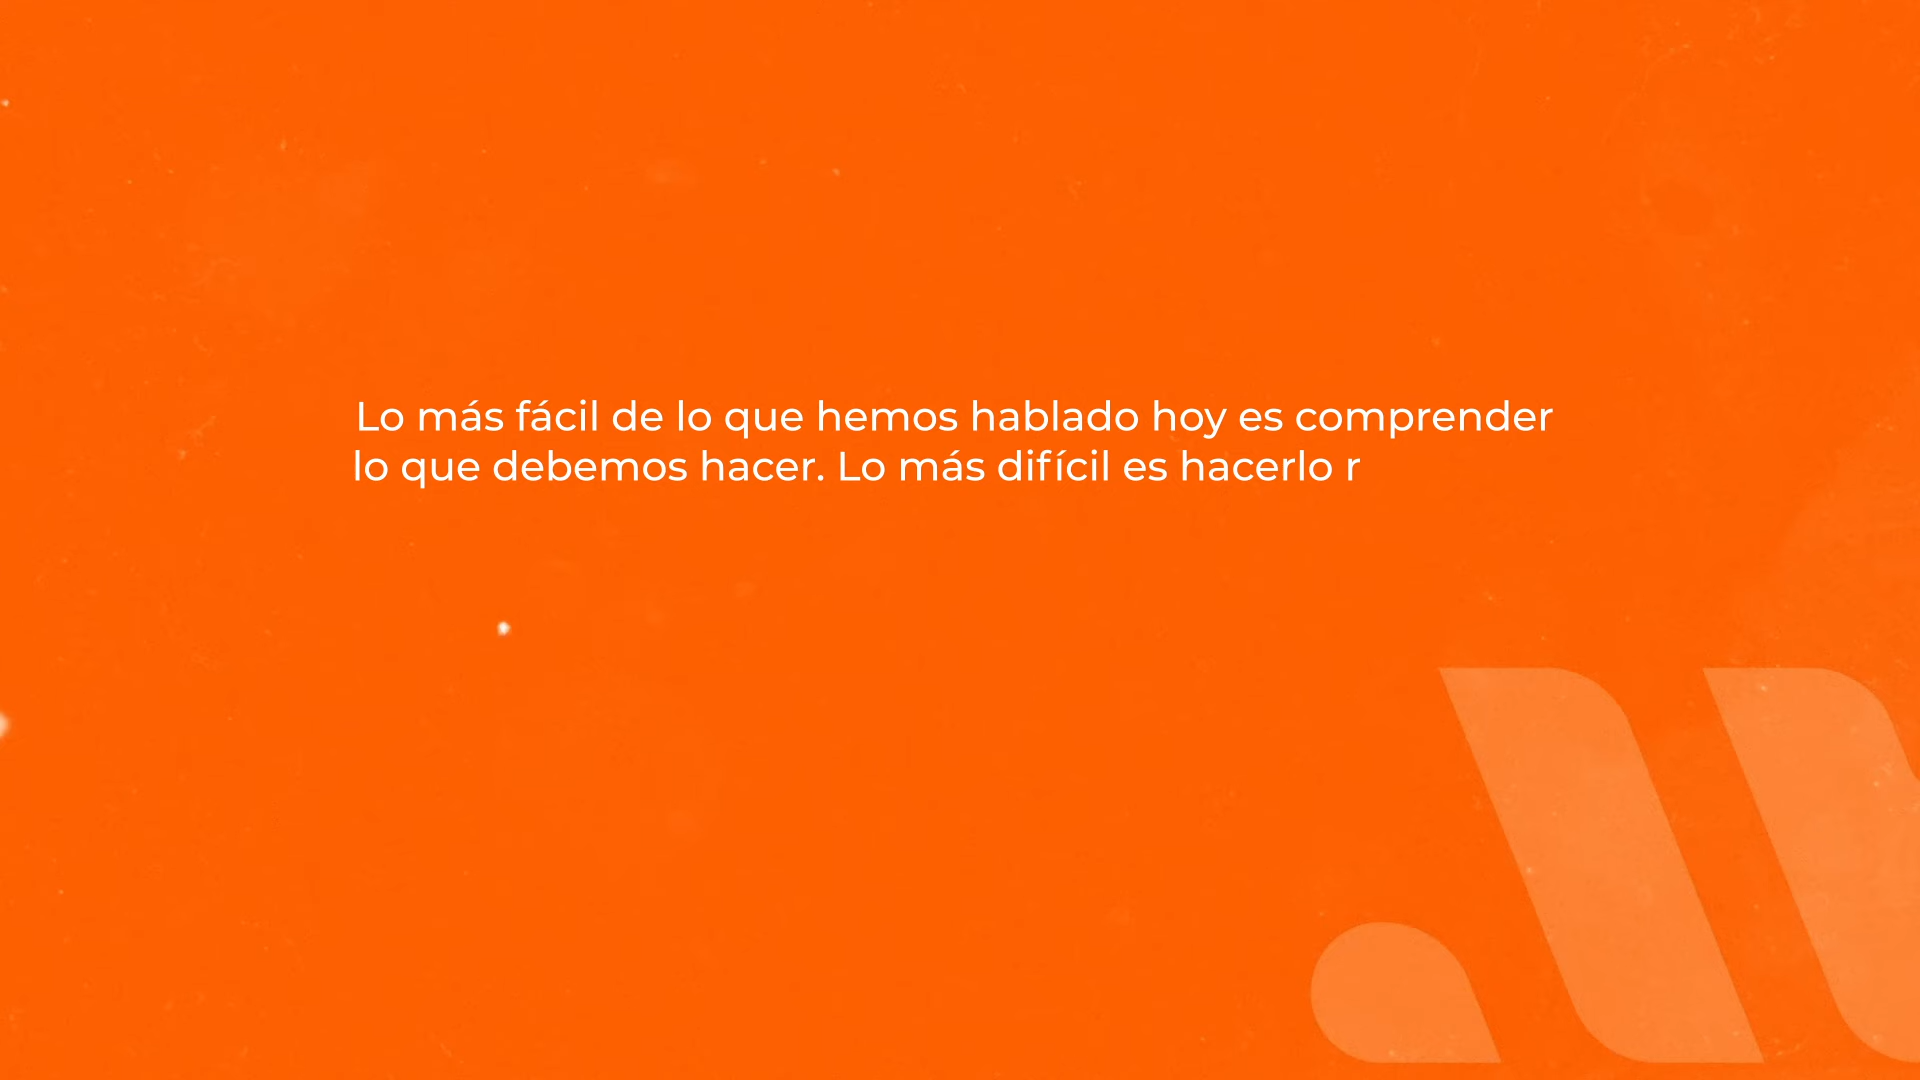 Lo más fácil de lo que hemos hablado hoy es comprender
lo que debemos hacer. Lo más difícil es hacerlo r